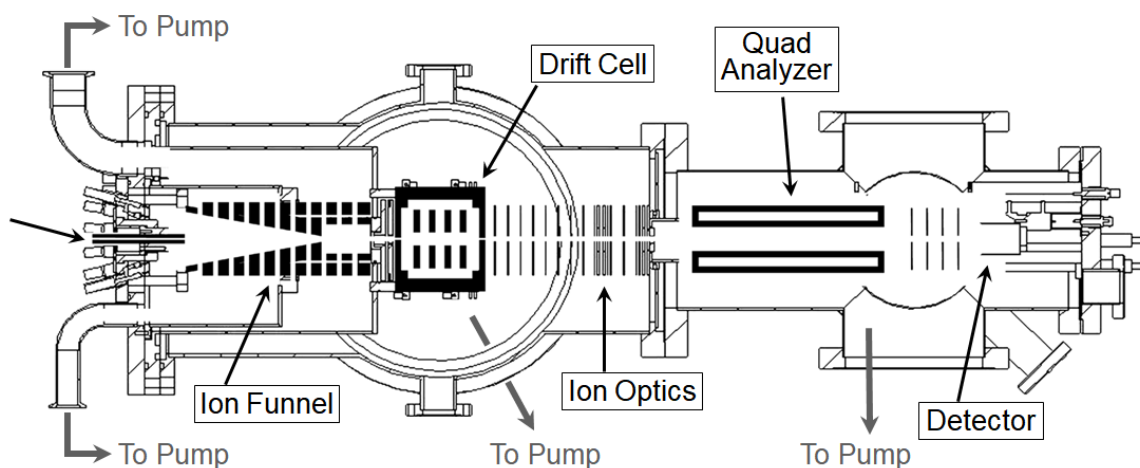 To Pump
Drift Cell
Quad
Analyzer
Ion Funnel
Ion Optics
Detector
To Pump
To Pump
To Pump